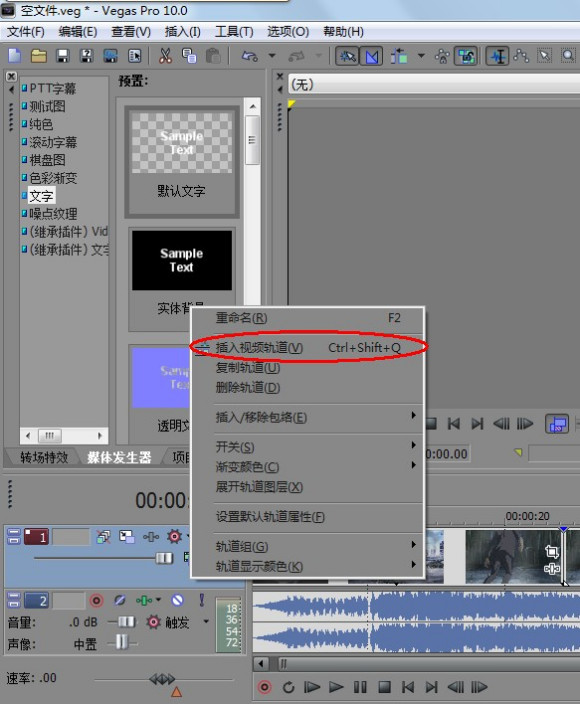 空文件.veg * - Vegas Pro 10.0
文件(F) 编辑(E) 查看(V) 插入(I) 工具(T) 选项(O) 帮助(H)
PTT字幕
测试图
纯色
滚动字幕
棋盘图
色彩渐变
文字
噪点纹理
(继承插件) Vid
(继承插件) 文字
预置:
Sample
Text
默认文字
Sample
Text
实体背
Samp
Te
透明文
(无)
重命名(R) F2
插入视频轨道(V) Ctrl+Shift+Q
复制轨道(U)
删除轨道(D)
插入/移除包络(E)
开关(S)
渐变颜色(C)
展开轨道图层(X)
设置默认轨道属性(F)
轨道组(G)
轨道显示颜色(K)
转场特效 媒体发生器 项目
0:00.00
00:00:
00:00:20
1
2
音量: .0 dB 触发
声像: 中置
18
36
54
72
速率: .00